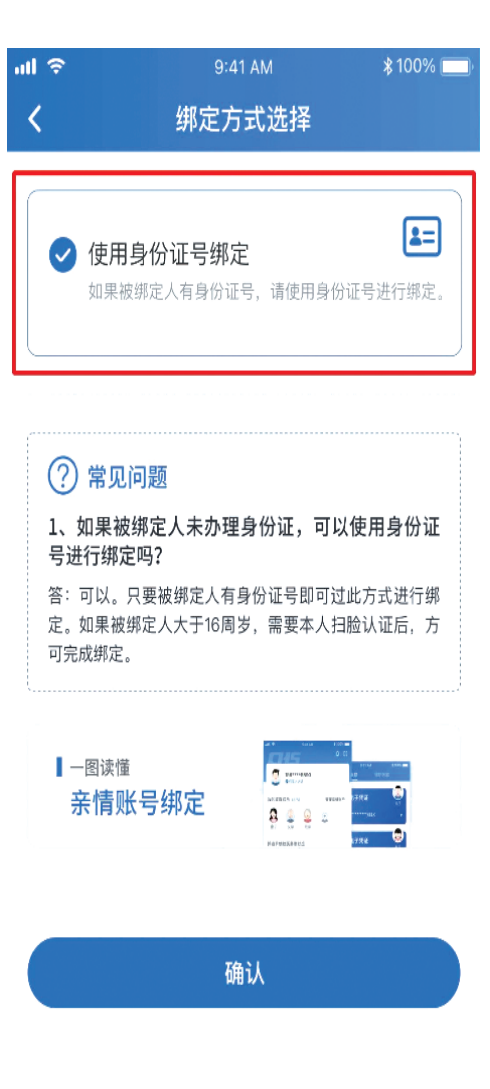 9:41 AM
100%
绑定方式选择
使用身份证号绑定
如果被绑定人有身份证号，请使用身份证号进行绑定。
常见问题
1、如果被绑定人未办理身份证，可以使用身份证
号进行绑定吗？
答：可以。只要被绑定人有身份证号即可过此方式进行绑
定。如果被绑定人大于16周岁，需要本人扫脸认证后，方
可完成绑定。
一图读懂
亲情账号绑定
确认